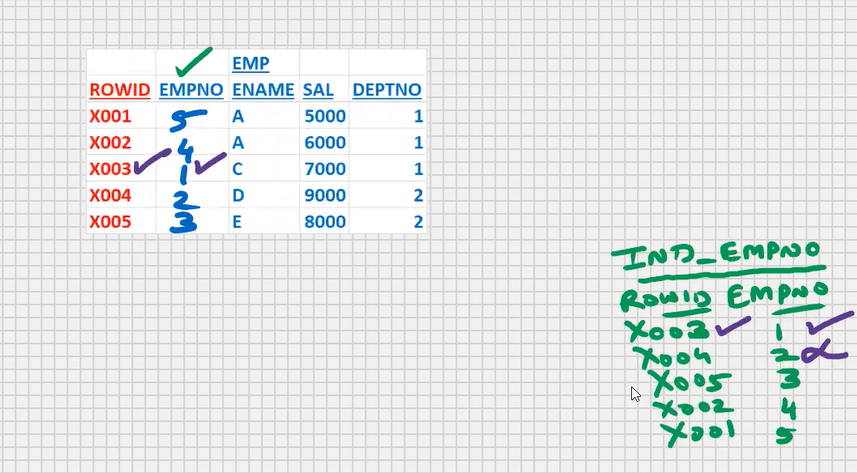 EMP
ROWID EMPNO ENAME SAL DEPTNO
X001 5 A 5000 1
X002 4 A 6000 1
X003 1 C 7000 1
X004 2 D 9000 2
X005 3 E 8000 2
IND_EMPNO
ROWID EMPNO
X003 1
X004 2
X005 3
X002 4
X001 5